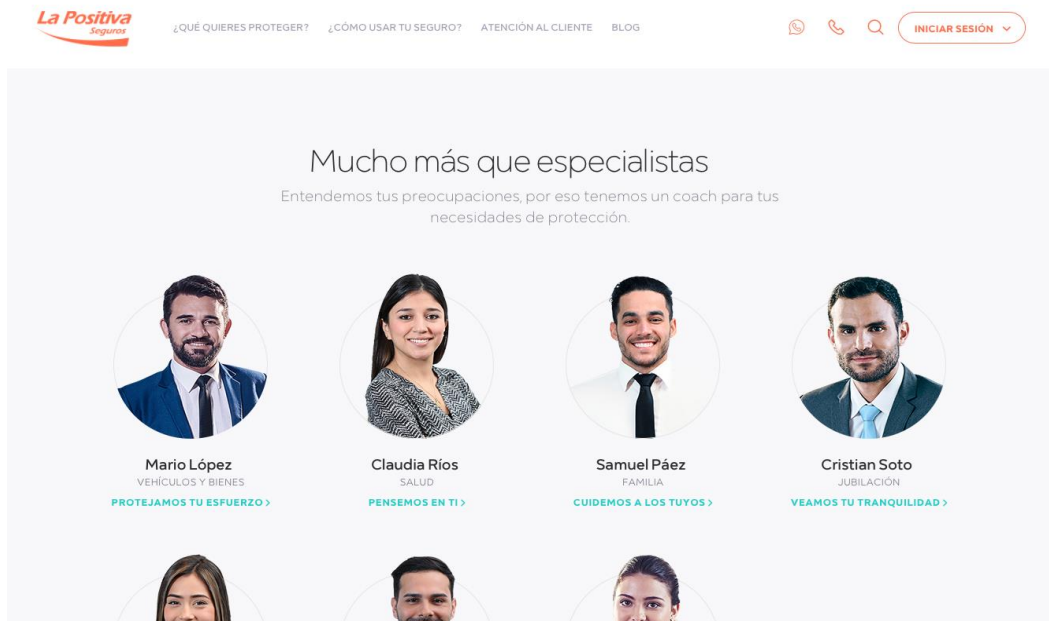 La Positiva
Seguros
¿QUÉ QUIERES PROTEGER? ¿CÓMO USAR TU SEGURO? ATENCIÓN AL CLIENTE BLOG
INICIAR SESIÓN
Mucho más que especialistas
Entendemos tus preocupaciones, por eso tenemos un coach para tus
necesidades de protección.
Mario López Claudia Ríos Samuel Páez Cristian Soto
VEHÍCULOS Y BIENES SALUD FAMILIA JUBILACIÓN
PROTEJAMOS TU ESFUERZO > PENSEMOS EN TI > CUIDEMOS A LOS TUYOS > VEAMOS TU TRANQUILIDAD >